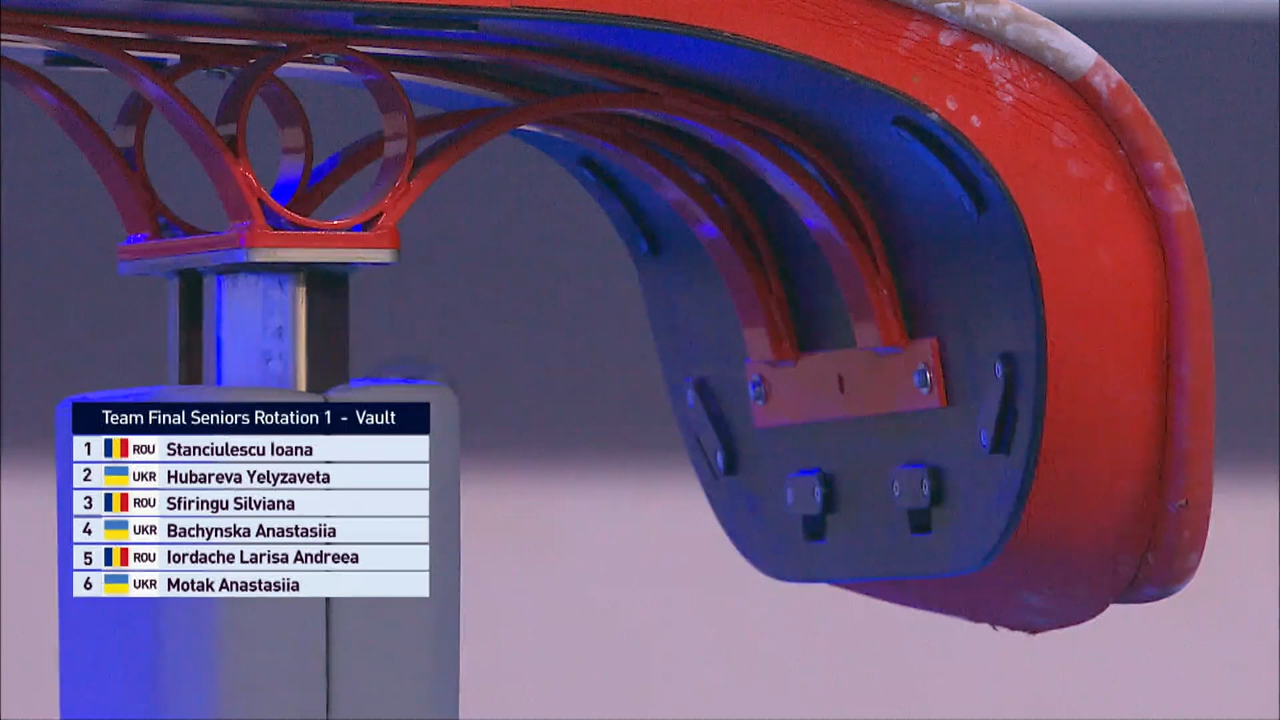 Team Final Seniors Rotation 1 - Vault
1 ROU Stanciulescu Ioana
2 UKR Hubareva Yelyzaveta
3 ROU Sfiringu Silviana
4 UKR Bachynska Anastasiia
5 ROU Iordache Larisa Andreea
6 UKR Motak Anastasiia